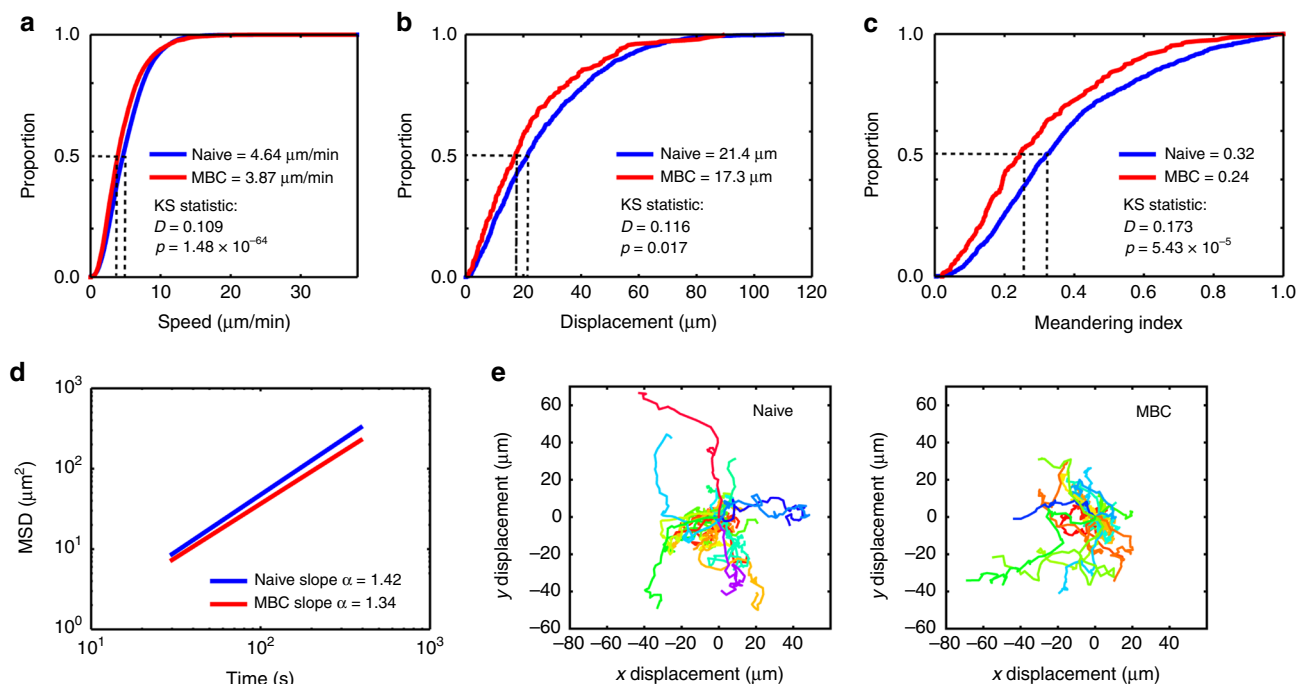 a
1.0
0.5
0.0
Proportion
Naive = 4.64 μm/min
MBC = 3.87 μm/min
KS statistic:
D = 0.109
p = 1.48 × 10⁻⁶⁴
0 10 20 30
Speed (μm/min)
b
1.0
0.5
0.0
Proportion
Naive = 21.4 μm
MBC = 17.3 μm
KS statistic:
D = 0.116
p = 0.017
0 20 40 60 80 100 120
Displacement (μm)
c
1.0
0.5
0.0
Proportion
Naive = 0.32
MBC = 0.24
KS statistic:
D = 0.173
p = 5.43 × 10⁻⁵
0.0 0.2 0.4 0.6 0.8 1.0
Meandering index
d
10³
10²
10¹
10⁰
MSD (μm²)
Naive slope α = 1.42
MBC slope α = 1.34
10¹ 10² 10³
Time (s)
e
60
40
20
0
−20
−40
−60
y displacement (μm)
Naive
−80 −60 −40 −20 0 20 40
x displacement (μm)
60
40
20
0
−20
−40
−60
y displacement (μm)
MBC
−80 −60 −40 −20 0 20 40
x displacement (μm)